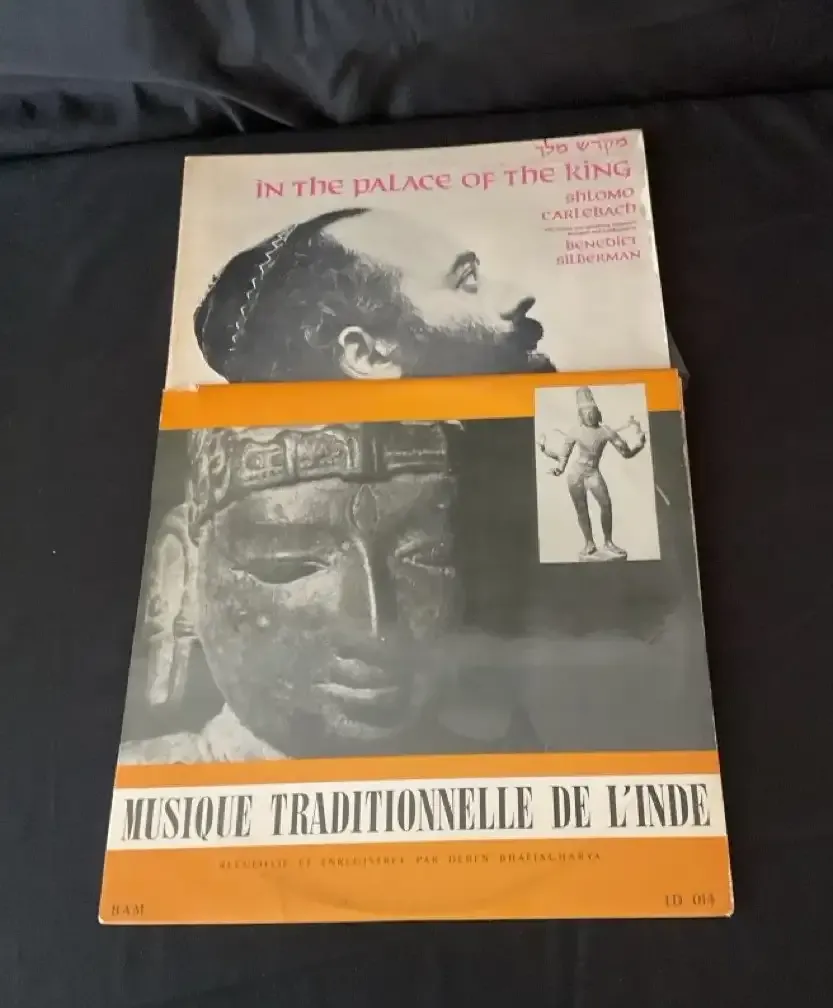 מקדש מלך
IN THE PALACE OF THE KING
SHLOMO
CARLEBACH
BENEDICT
SILBERMAN
MUSIQUE TRADITIONNELLE DE L'INDE
RECUEILLIE ET ENREGISTREE PAR DEBEN BHATTACHARYA
BAM
LD 014